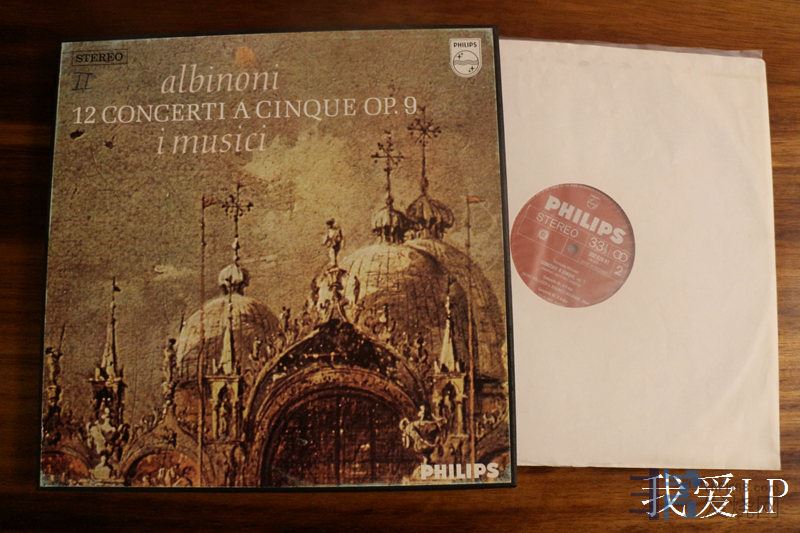 STEREO
II
PHILIPS
albinoni
12 CONCERTI A CINQUE OP. 9
i musici
PHILIPS
PHILIPS
STEREO
33⅓
2
我爱LP